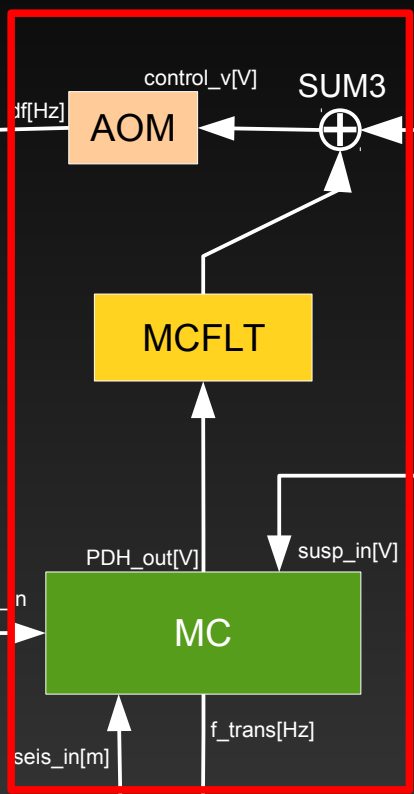 control_v[V]
SUM3
df[Hz]
AOM
MCFLT
PDH_out[V]
susp_in[V]
MC
f_trans[Hz]
seis_in[m]